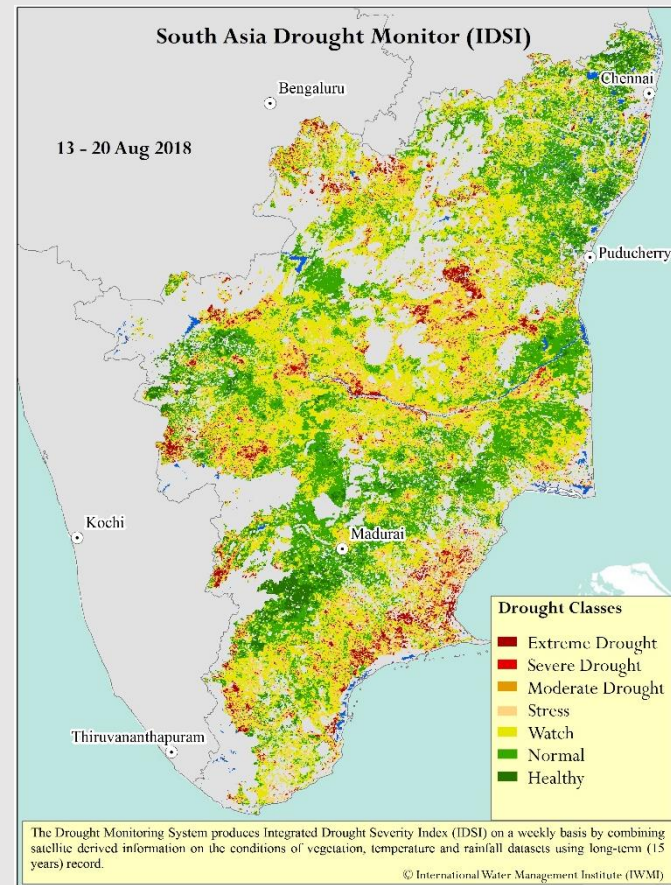 South Asia Drought Monitor (IDSI)
Bengaluru
Chennai
13 - 20 Aug 2018
Puducherry
Kochi
Madurai
Thiruvananthapuram
Drought Classes
Extreme Drought
Severe Drought
Moderate Drought
Stress
Watch
Normal
Healthy
The Drought Monitoring System produces Integrated Drought Severity Index (IDSI) on a weekly basis by combining
satellite derived information on the conditions of vegetation, temperature and rainfall datasets using long-term (15
years) record.
© International Water Management Institute (IWMI)